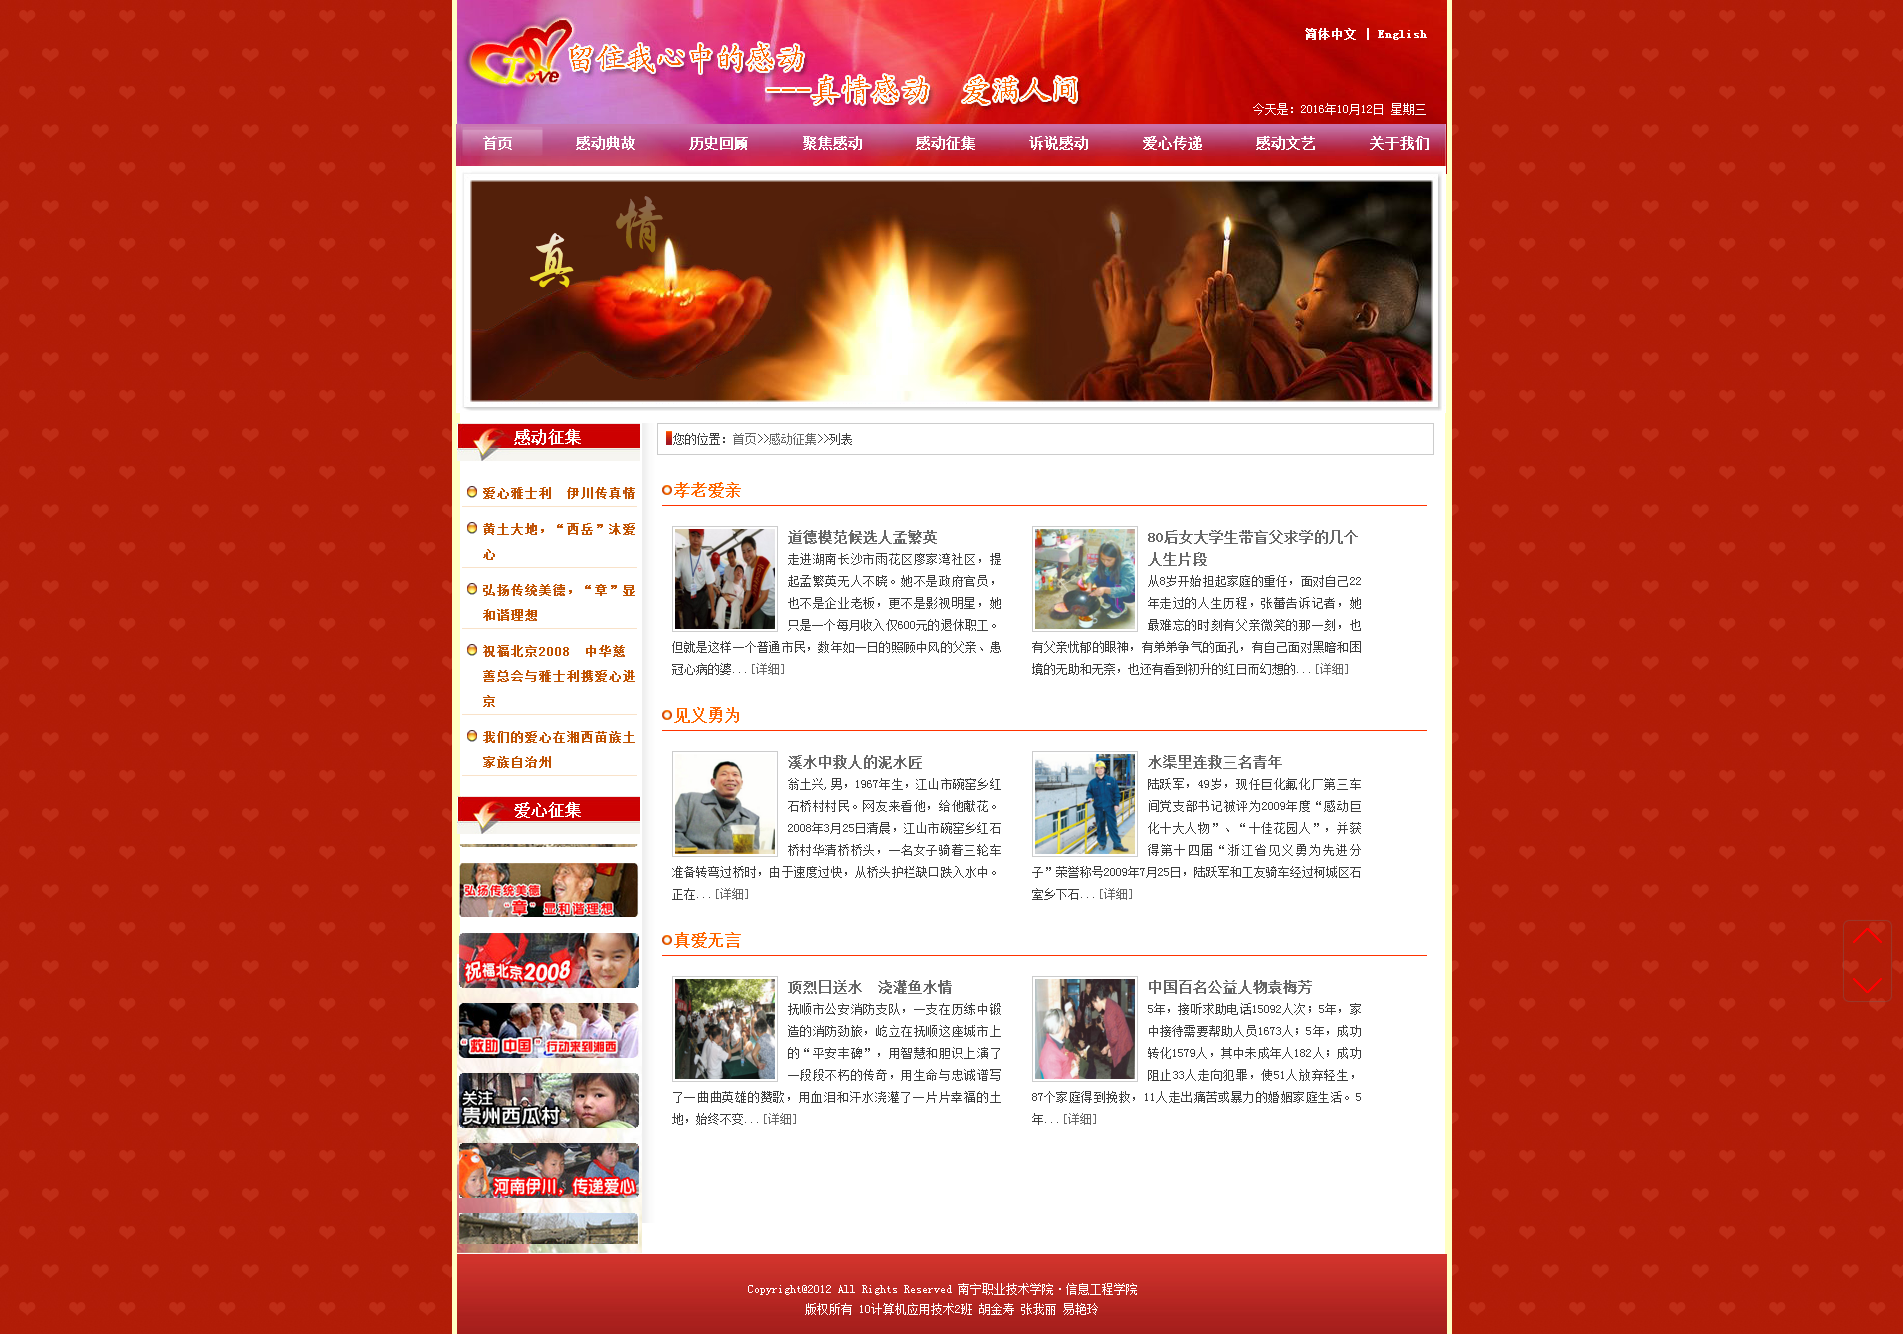 Love
留住我心中的感动
---真情感动 爱满人间
简体中文 | English
今天是：2016年10月12日 星期三
首页 感动典故 历史回顾 聚焦感动 感动征集 诉说感动 爱心传递 感动文艺 关于我们
真情
感动征集
爱心雅士利 伊川传真情
黄土大地，“西岳”沐爱
心
弘扬传统美德，“章”显
和谐理想
祝福北京2008 中华慈
善总会与雅士利携爱心进
京
我们的爱心在湘西苗族土
家族自治州
爱心征集
弘扬传统美德
“章”显和谐理想
祝福北京2008
“救助 中国”行动来到湘西
关注
贵州西瓜村
河南伊川，传递爱心
您的位置：首页>>感动征集>>列表
孝老爱亲
道德模范候选人孟繁英
走进湖南长沙市雨花区廖家湾社区，提
起孟繁英无人不晓。她不是政府官员，
也不是企业老板，更不是影视明星，她
只是一个每月收入仅600元的退休职工。
但就是这样一个普通市民，数年如一日的照顾中风的父亲、患
冠心病的婆...[详细]
80后女大学生带盲父求学的几个
人生片段
从8岁开始担起家庭的重任，面对自己22
年走过的人生历程，张蕾告诉记者，她
最难忘的时刻有父亲微笑的那一刻，也
有父亲忧郁的眼神，有弟弟争气的面孔，有自己面对黑暗和困
境的无助和无奈，也还有看到初升的红日而幻想的...[详细]
见义勇为
溪水中救人的泥水匠
翁土兴,男，1967年生，江山市碗窑乡红
石桥村村民。网友来看他，给他献花。
2008年3月25日清晨，江山市碗窑乡红石
桥村华清桥桥头，一名女子骑着三轮车
准备转弯过桥时，由于速度过快，从桥头护栏缺口跌入水中。
正在...[详细]
水渠里连救三名青年
陆跃军，49岁，现任巨化氟化厂第三车
间党支部书记被评为2009年度“感动巨
化十大人物”、“十佳花园人”，并获
得第十四届“浙江省见义勇为先进分
子”荣誉称号2009年7月25日，陆跃军和工友骑车经过柯城区石
室乡下石...[详细]
真爱无言
顶烈日送水 浇灌鱼水情
抚顺市公安消防支队，一支在历练中锻
造的消防劲旅，屹立在抚顺这座城市上
的“平安丰碑”，用智慧和胆识上演了
一段段不朽的传奇，用生命与忠诚谱写
了一曲曲英雄的赞歌，用血泪和汗水浇灌了一片片幸福的土
地，始终不变...[详细]
中国百名公益人物袁梅芳
5年，接听求助电话15092人次；5年，家
中接待需要帮助人员1673人；5年，成功
转化1579人，其中未成年人182人；成功
阻止33人走向犯罪，使51人放弃轻生，
87个家庭得到挽救，11人走出痛苦或暴力的婚姻家庭生活。5
年...[详细]
Copyright@2012 All Rights Reserved 南宁职业技术学院·信息工程学院
版权所有 10计算机应用技术2班 胡金寿 张我丽 易艳玲